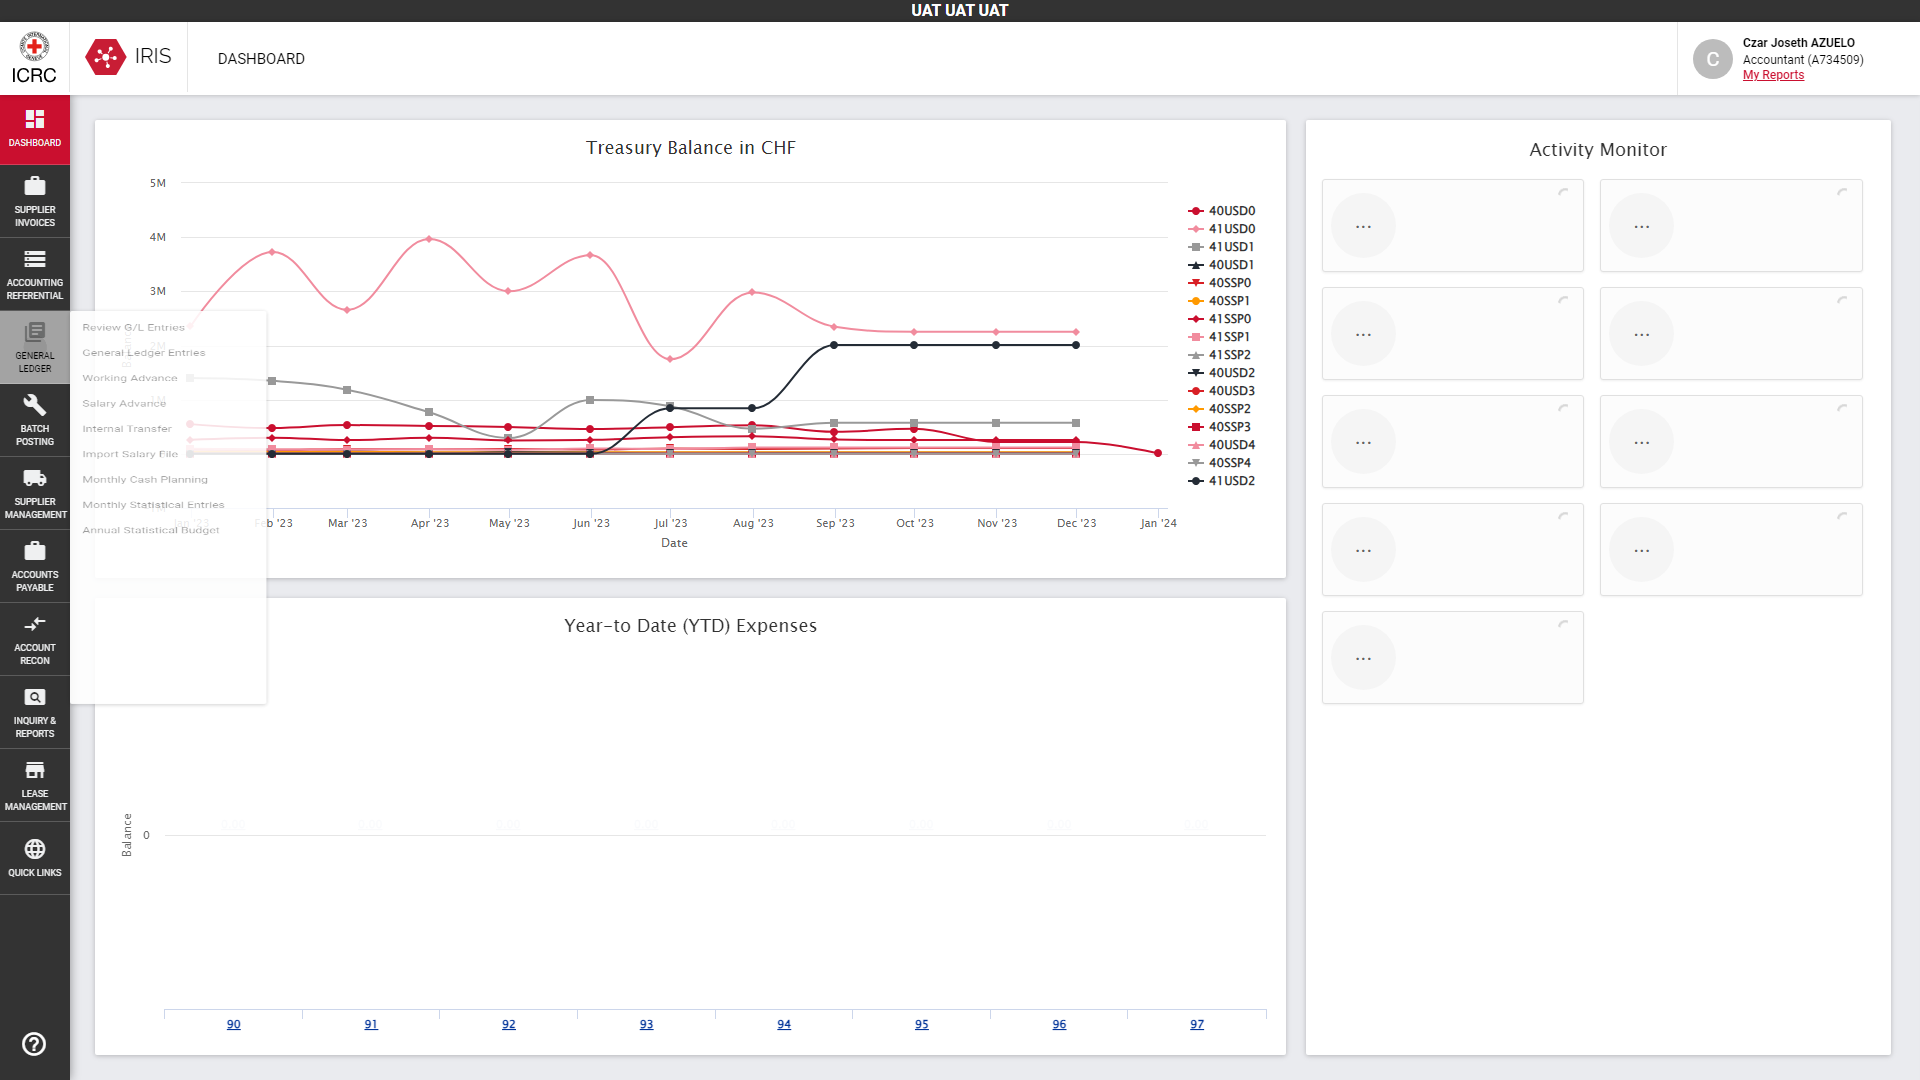 UAT UAT UAT
ICRC
IRIS
DASHBOARD
C
Czar Joseth AZUELO
Accountant (A734509)
My Reports
DASHBOARD
SUPPLIER
INVOICES
ACCOUNTING
REFERENTIAL
GENERAL
LEDGER
BATCH
POSTING
SUPPLIER
MANAGEMENT
ACCOUNTS
PAYABLE
ACCOUNT
RECON
INQUIRY &
REPORTS
LEASE
MANAGEMENT
QUICK LINKS
Review G/L Entries
General Ledger Entries
Working Advance
Salary Advance
Internal Transfer
Import Salary File
Monthly Cash Planning
Monthly Statistical Entries
Annual Statistical Budget
Treasury Balance in CHF
5M
4M
3M
2M
1M
Jan '23
Feb '23
Mar '23
Apr '23
May '23
Jun '23
Jul '23
Aug '23
Sep '23
Oct '23
Nov '23
Dec '23
Jan '24
Date
40USD0
41USD0
41USD1
40USD1
40SSP0
40SSP1
41SSP0
41SSP1
41SSP2
40USD2
40USD3
40SSP2
40SSP3
40USD4
40SSP4
41USD2
Year-to Date (YTD) Expenses
Balance
0
90
91
92
93
94
95
96
97
Activity Monitor
...
...
...
...
...
...
...
...
...